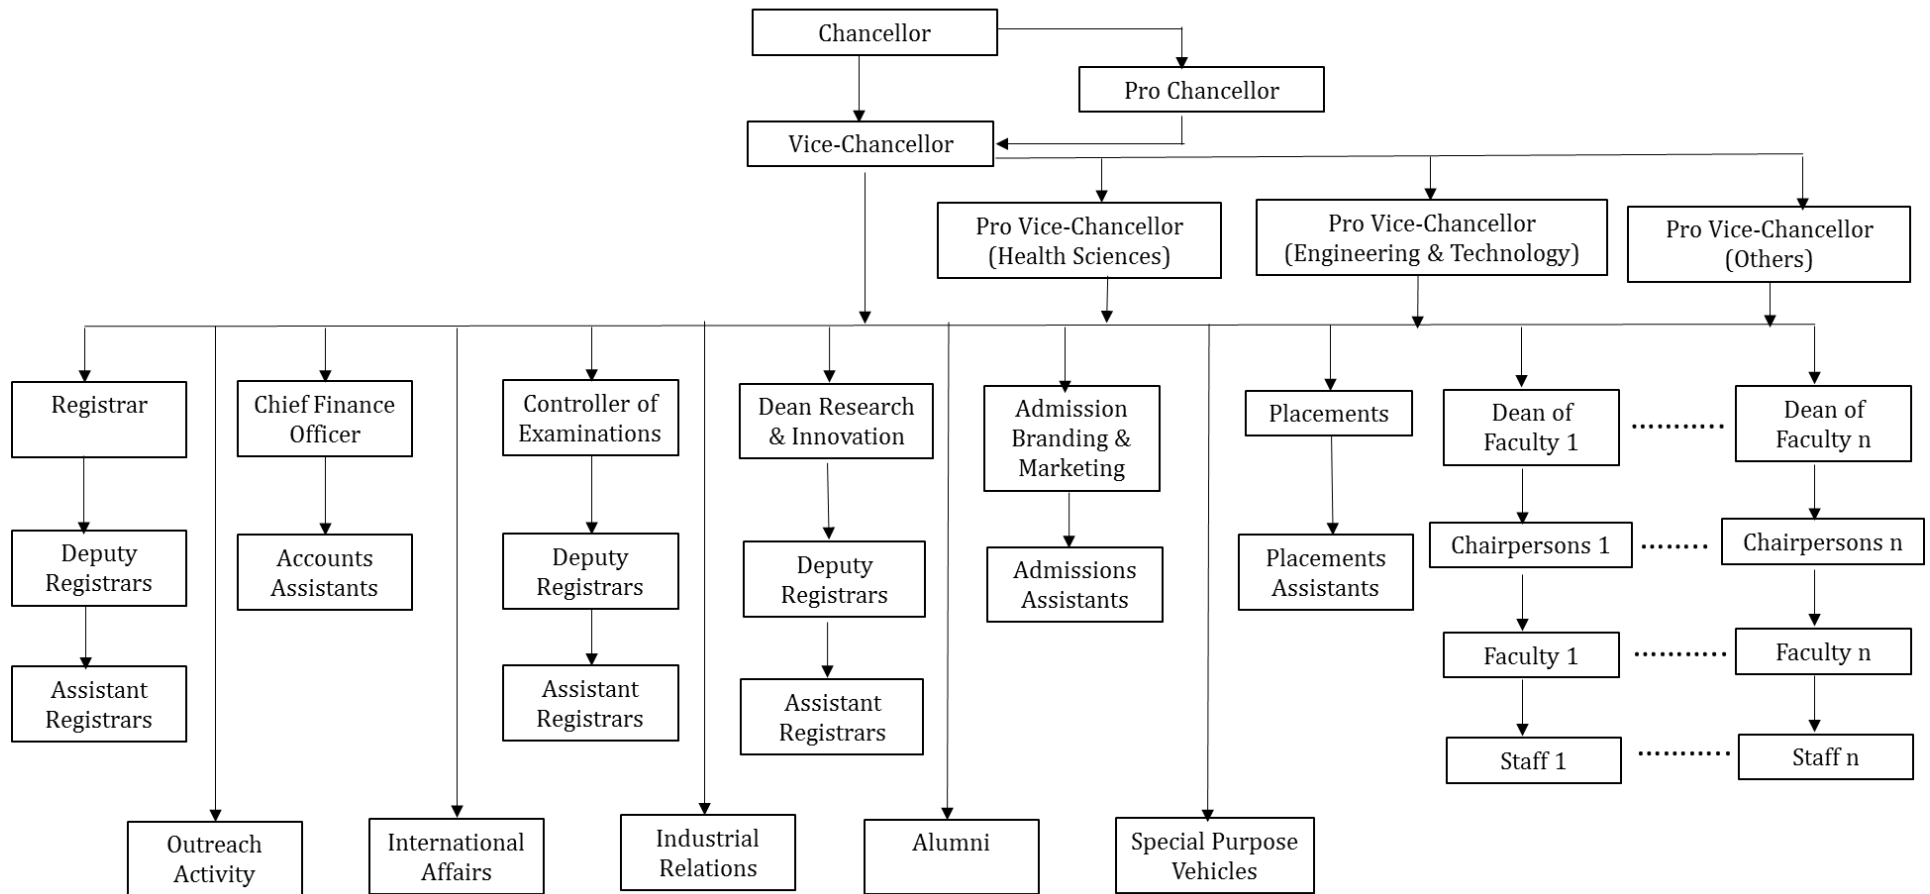 Chancellor
Pro Chancellor
Vice-Chancellor
Pro Vice-Chancellor
(Health Sciences)
Pro Vice-Chancellor
(Engineering & Technology)
Pro Vice-Chancellor
(Others)
Registrar
Chief Finance
Officer
Controller of
Examinations
Dean Research
& Innovation
Admission
Branding &
Marketing
Placements
Dean of
Faculty 1
...........
Dean of
Faculty n
Deputy
Registrars
Accounts
Assistants
Deputy
Registrars
Deputy
Registrars
Admissions
Assistants
Placements
Assistants
Chairpersons 1
........
Chairpersons n
Assistant
Registrars
Assistant
Registrars
Assistant
Registrars
Faculty 1
...........
Faculty n
Staff 1
...........
Staff n
Outreach
Activity
International
Affairs
Industrial
Relations
Alumni
Special Purpose
Vehicles